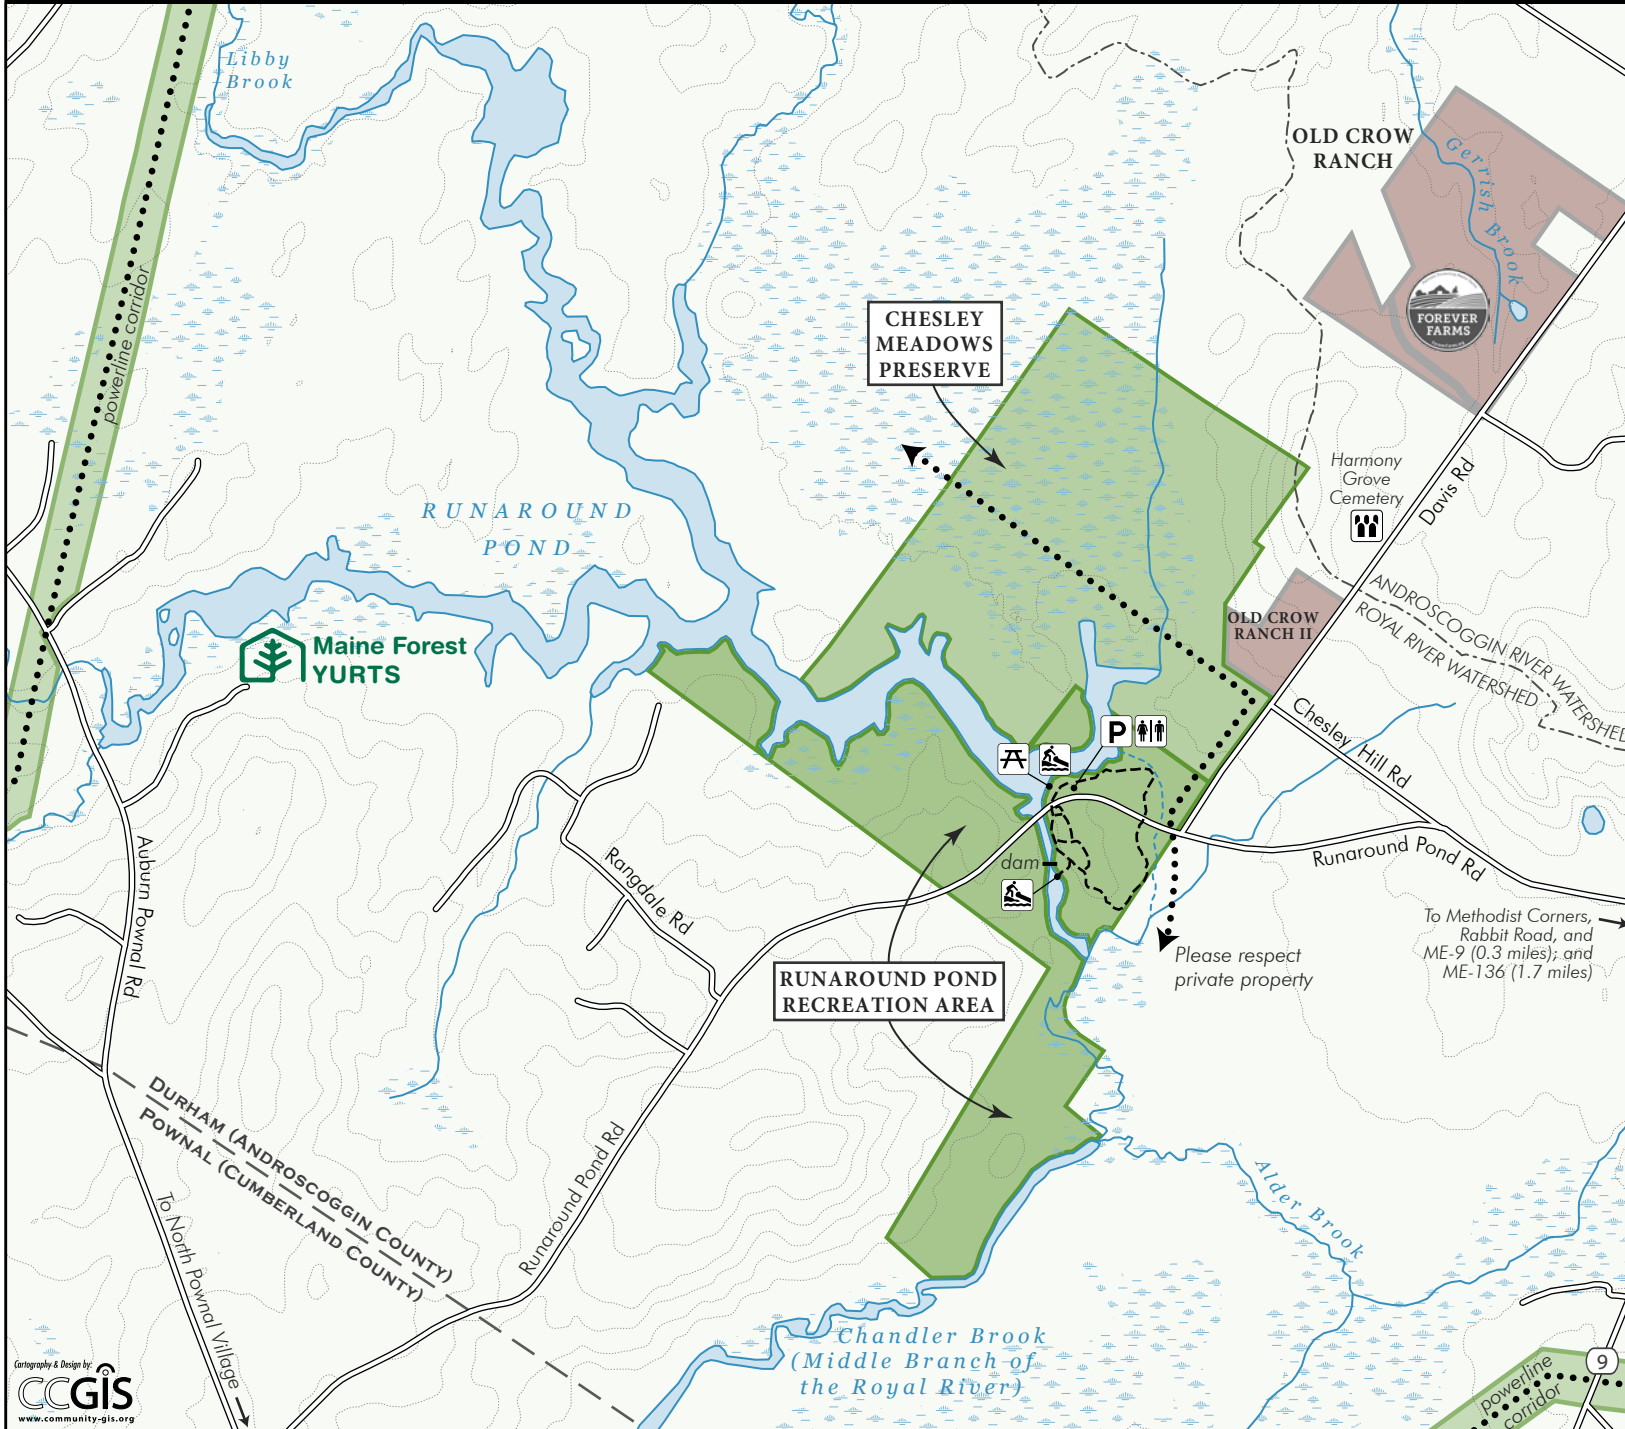 Libby
Brook
OLD CROW
RANCH
Gerrish Brook
FOREVER
FARMS
powerline corridor
CHESLEY
MEADOWS
PRESERVE
Harmony
Grove
Cemetery
Davis Rd
RUNAROUND
POND
ANDROSCOGGIN RIVER WATERSHED
ROYAL RIVER WATERSHED
OLD CROW
RANCH II
Maine Forest
YURTS
P
Chesley Hill Rd
Auburn Pownal Rd
Rangdale Rd
dam
Runaround Pond Rd
To Methodist Corners,
Rabbit Road, and
ME-9 (0.3 miles); and
ME-136 (1.7 miles)
Please respect
private property
RUNAROUND POND
RECREATION AREA
DURHAM (ANDROSCOGGIN COUNTY)
POWNAL (CUMBERLAND COUNTY)
Runaround Pond Rd
To North Pownal Village
Alder Brook
Chandler Brook
(Middle Branch of
the Royal River)
9
powerline
corridor
Cartography & Design by:
CCGIS
www.community-gis.org